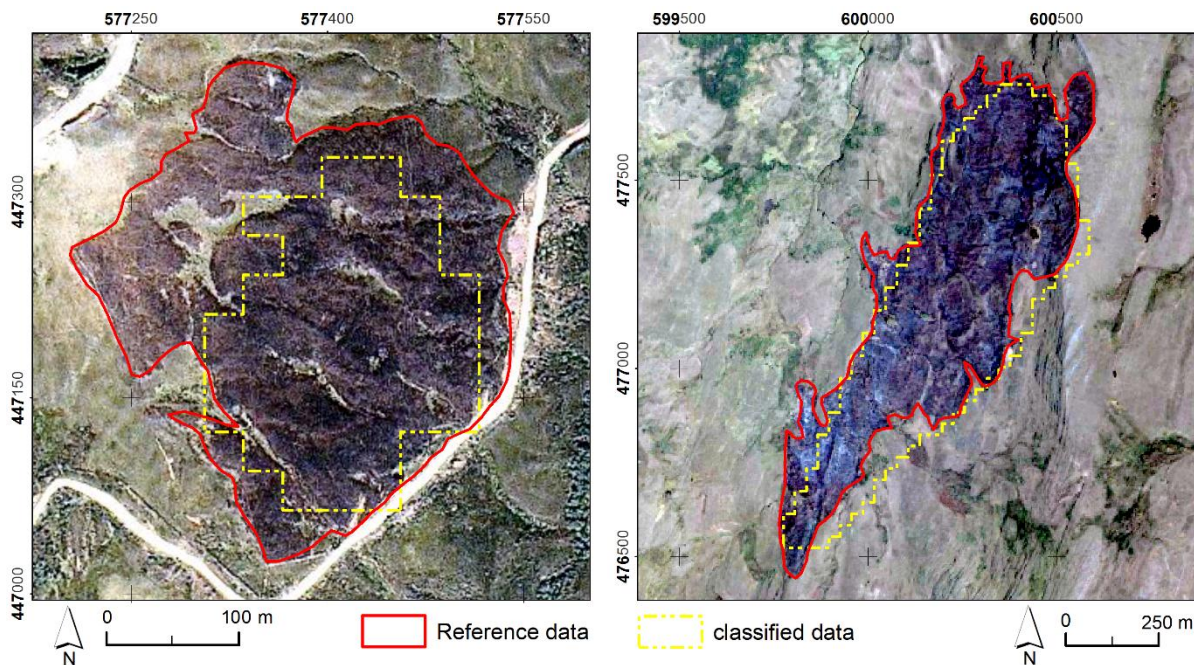 577250 577400 577550
599500 600000 600500
447300
447150
447000
477500
477000
476500
N
0 100 m
Reference data
classified data
N
0 250 m